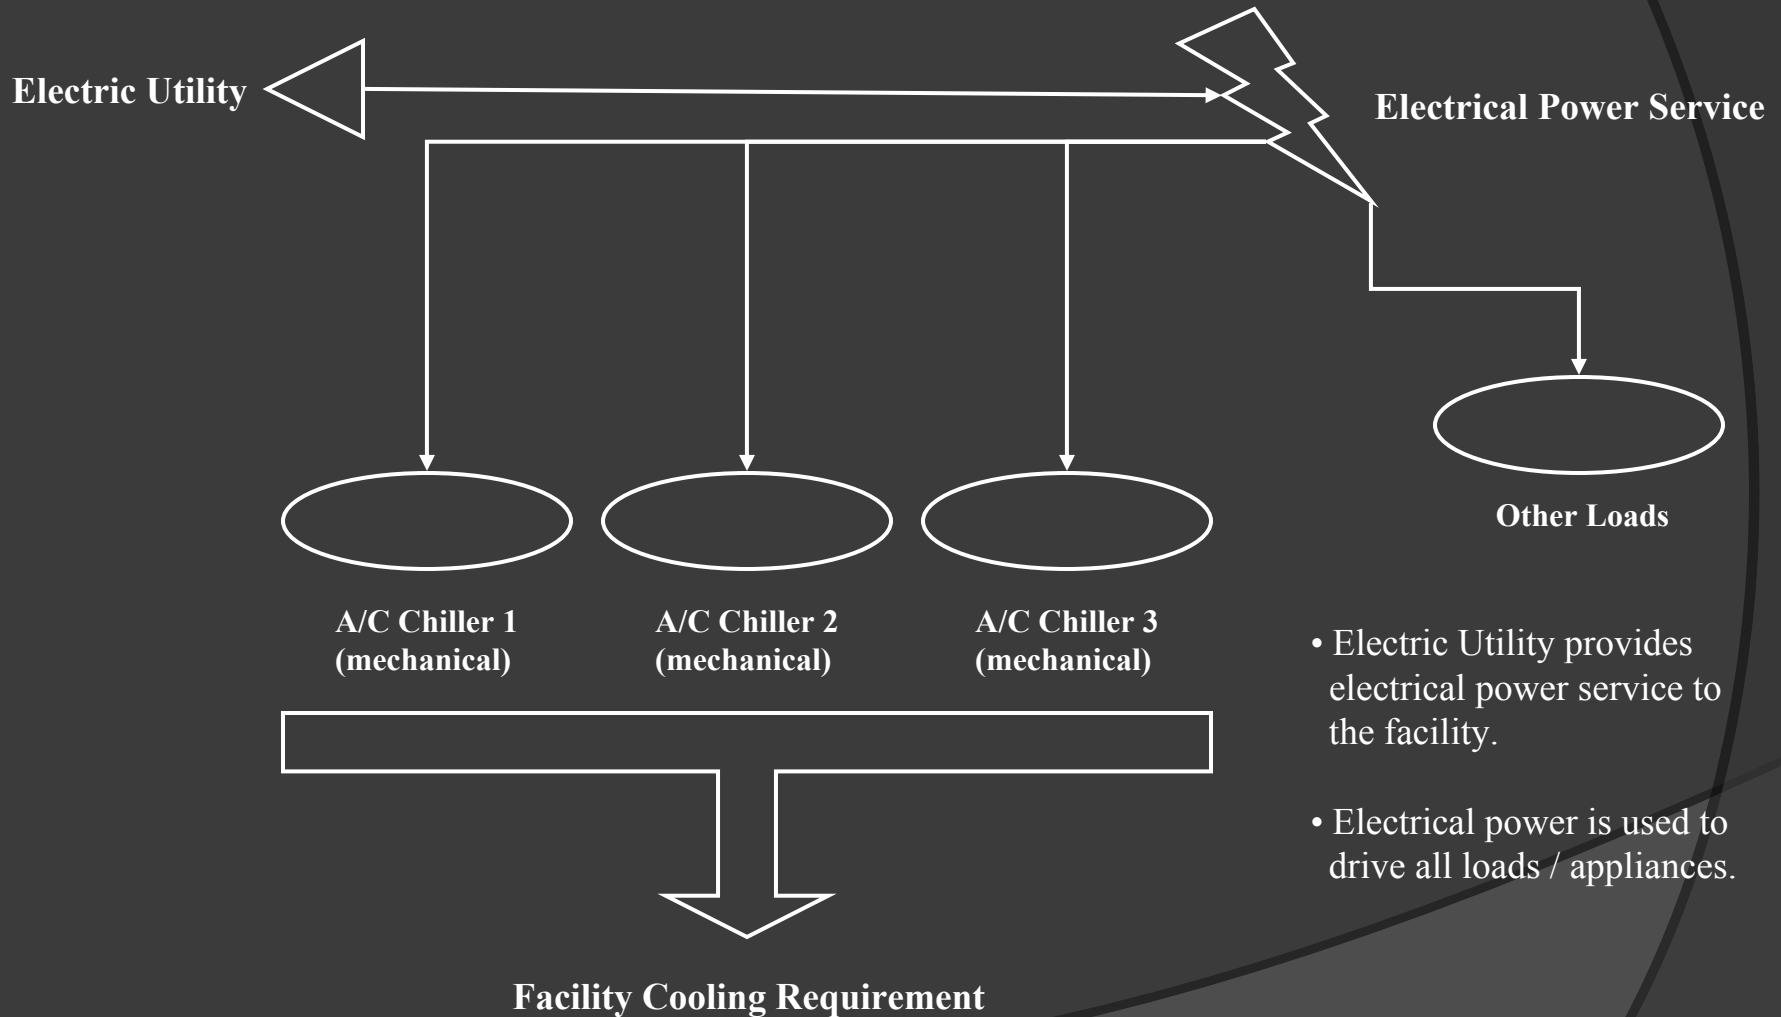 Electric Utility
Electrical Power Service
Other Loads
A/C Chiller 1
(mechanical)
A/C Chiller 2
(mechanical)
A/C Chiller 3
(mechanical)
• Electric Utility provides
electrical power service to
the facility.
• Electrical power is used to
drive all loads / appliances.
Facility Cooling Requirement